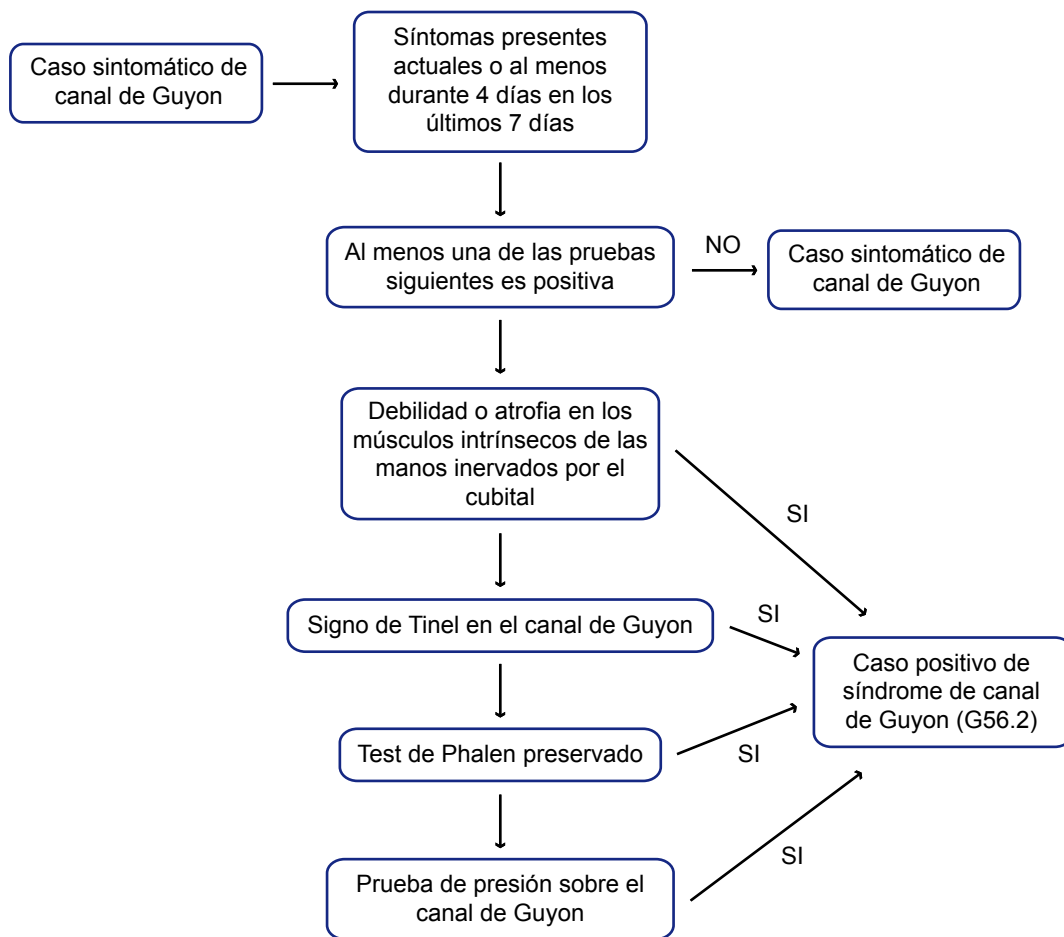 Caso sintomático de
canal de Guyon
Síntomas presentes
actuales o al menos
durante 4 días en los
últimos 7 días
Al menos una de las pruebas
siguientes es positiva
NO
Caso sintomático de
canal de Guyon
Debilidad o atrofia en los
músculos intrínsecos de las
manos inervados por el
cubital
SI
Signo de Tinel en el canal de Guyon
SI
Caso positivo de
síndrome de canal
de Guyon (G56.2)
Test de Phalen preservado
SI
Prueba de presión sobre el
canal de Guyon
SI